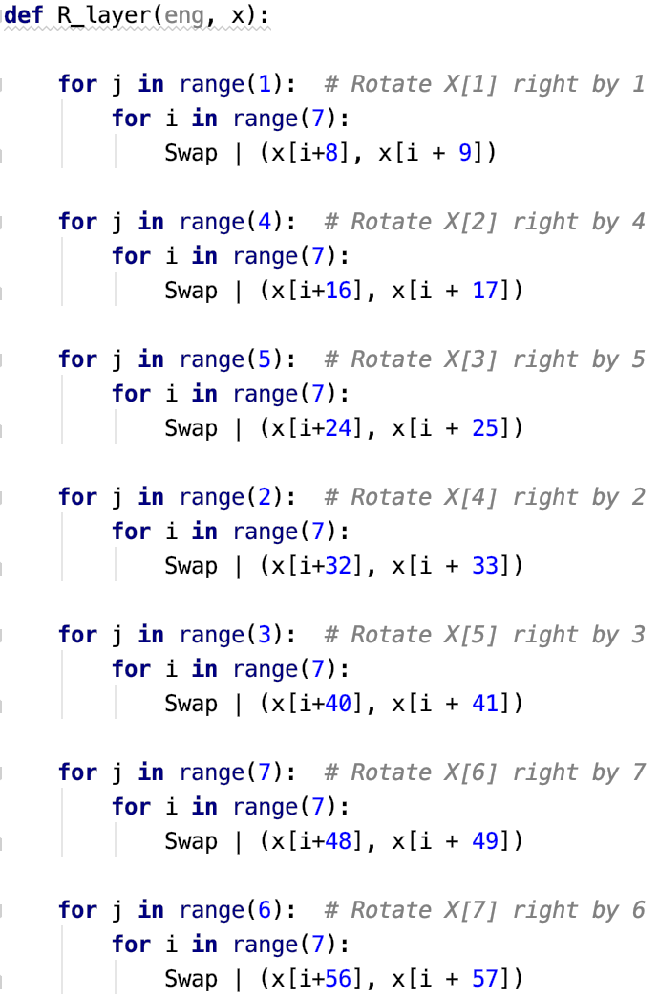 def R_layer(eng, x):
for j in range(1):  # Rotate X[1] right by 1
for i in range(7):
Swap | (x[i+8], x[i + 9])
for j in range(4):  # Rotate X[2] right by 4
for i in range(7):
Swap | (x[i+16], x[i + 17])
for j in range(5):  # Rotate X[3] right by 5
for i in range(7):
Swap | (x[i+24], x[i + 25])
for j in range(2):  # Rotate X[4] right by 2
for i in range(7):
Swap | (x[i+32], x[i + 33])
for j in range(3):  # Rotate X[5] right by 3
for i in range(7):
Swap | (x[i+40], x[i + 41])
for j in range(7):  # Rotate X[6] right by 7
for i in range(7):
Swap | (x[i+48], x[i + 49])
for j in range(6):  # Rotate X[7] right by 6
for i in range(7):
Swap | (x[i+56], x[i + 57])